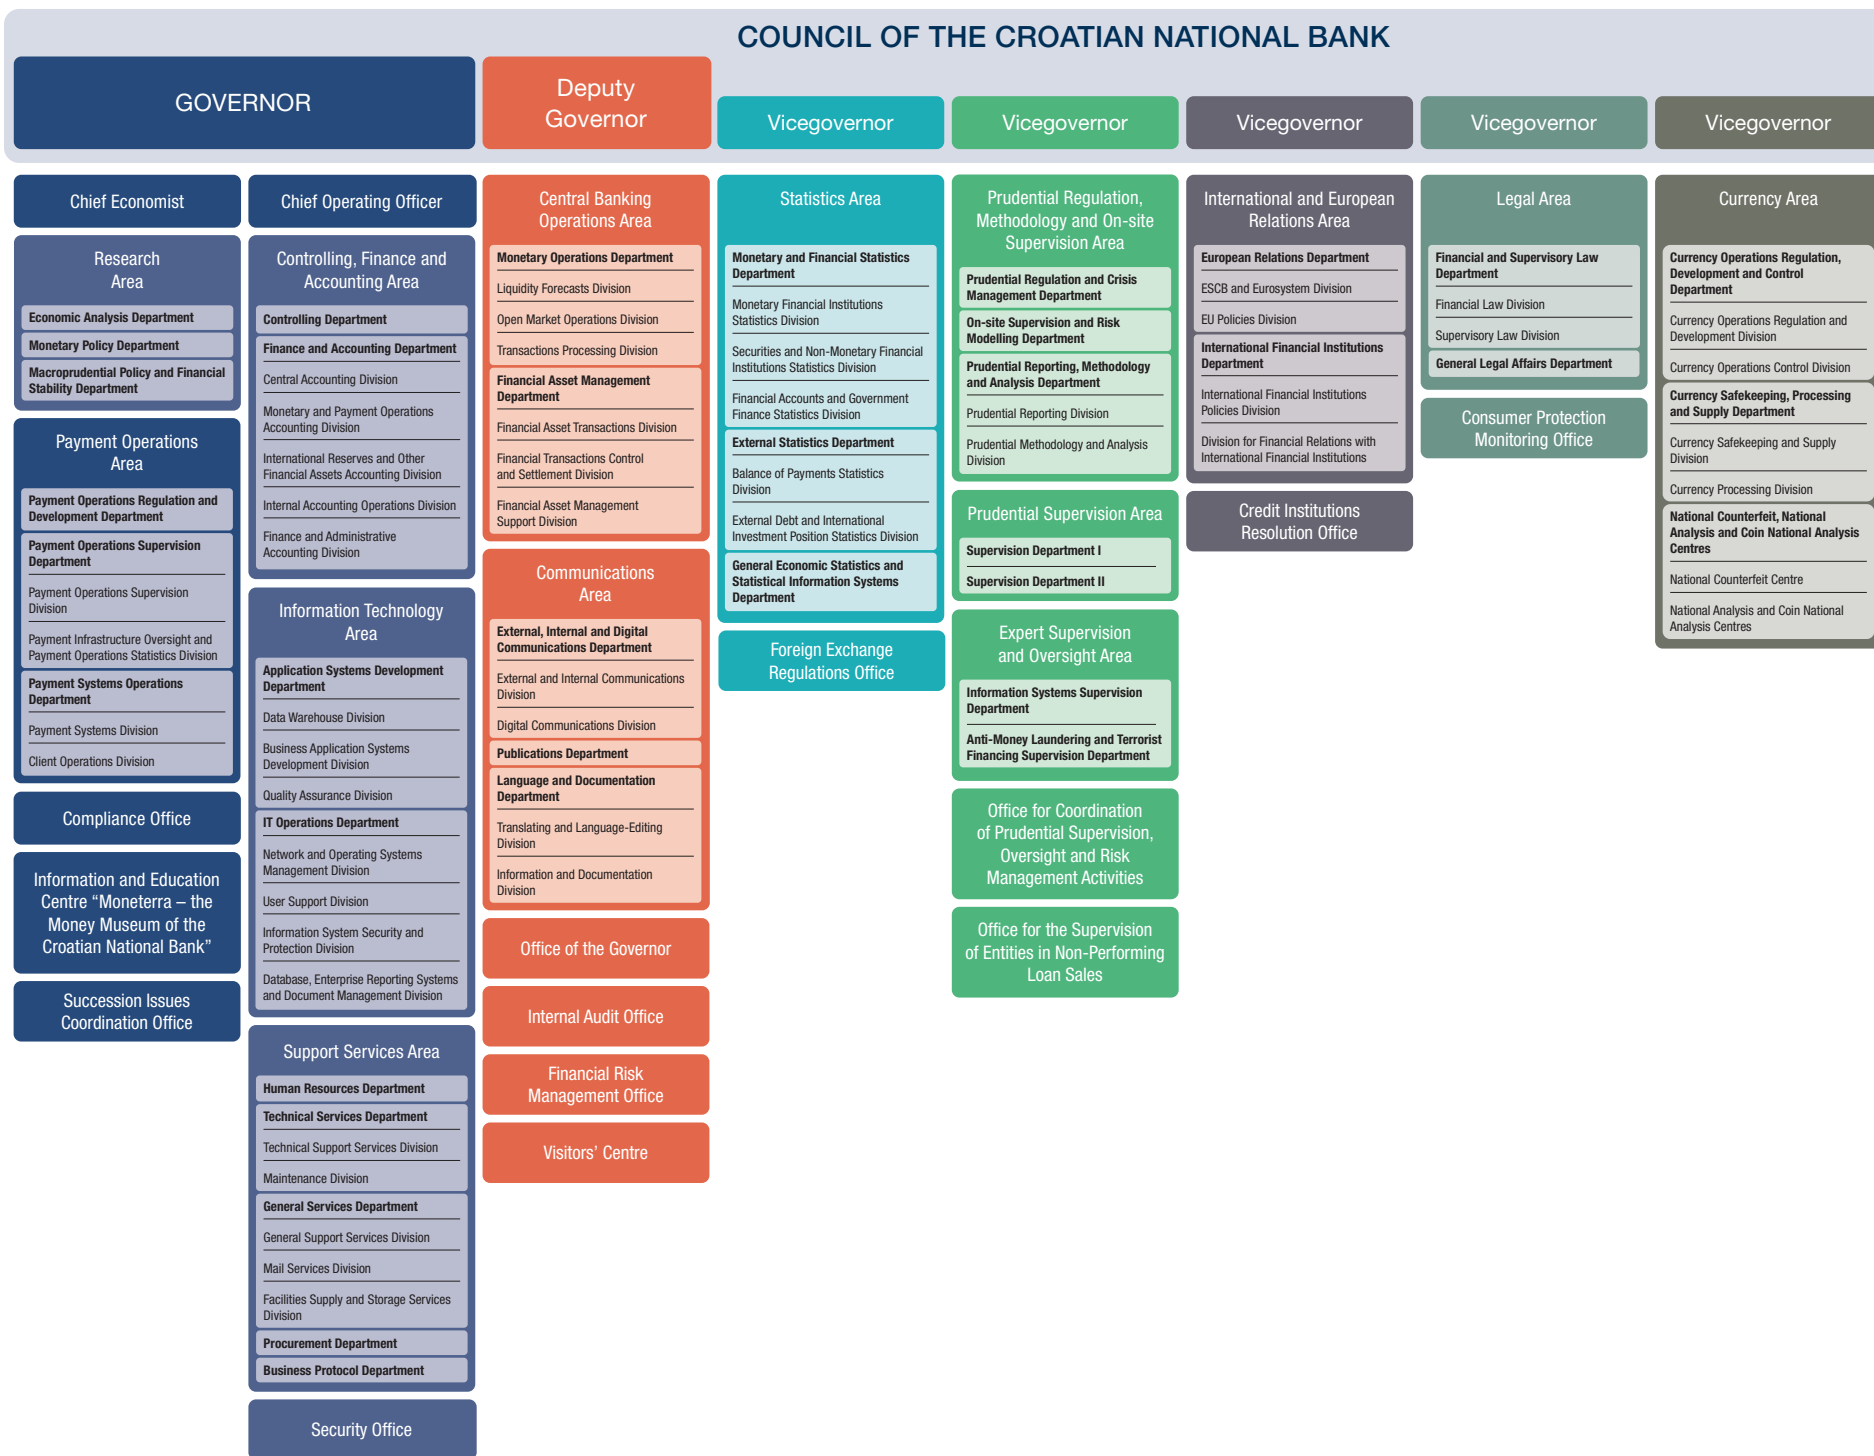 COUNCIL OF THE CROATIAN NATIONAL BANK
GOVERNOR
Deputy
Governor
Vicegovernor
Vicegovernor
Vicegovernor
Vicegovernor
Vicegovernor
Chief Economist
Research
Area
Economic Analysis Department
Monetary Policy Department
Macroprudential Policy and Financial
Stability Department
Payment Operations
Area
Payment Operations Regulation and
Development Department
Payment Operations Supervision
Department
Payment Operations Supervision
Division
Payment Infrastructure Oversight and
Payment Operations Statistics Division
Payment Systems Operations
Department
Payment Systems Division
Client Operations Division
Compliance Office
Information and Education
Centre “Moneterra – the
Money Museum of the
Croatian National Bank”
Succession Issues
Coordination Office
Chief Operating Officer
Controlling, Finance and
Accounting Area
Controlling Department
Finance and Accounting Department
Central Accounting Division
Monetary and Payment Operations
Accounting Division
International Reserves and Other
Financial Assets Accounting Division
Internal Accounting Operations Division
Finance and Administrative
Accounting Division
Information Technology
Area
Application Systems Development
Department
Data Warehouse Division
Business Application Systems
Development Division
Quality Assurance Division
IT Operations Department
Network and Operating Systems
Management Division
User Support Division
Information System Security and
Protection Division
Database, Enterprise Reporting Systems
and Document Management Division
Support Services Area
Human Resources Department
Technical Services Department
Technical Support Services Division
Maintenance Division
General Services Department
General Support Services Division
Mail Services Division
Facilities Supply and Storage Services
Division
Procurement Department
Business Protocol Department
Security Office
Central Banking
Operations Area
Monetary Operations Department
Liquidity Forecasts Division
Open Market Operations Division
Transactions Processing Division
Financial Asset Management
Department
Financial Asset Transactions Division
Financial Transactions Control
and Settlement Division
Financial Asset Management
Support Division
Communications
Area
External, Internal and Digital
Communications Department
External and Internal Communications
Division
Digital Communications Division
Publications Department
Language and Documentation
Department
Translating and Language-Editing
Division
Information and Documentation
Division
Office of the Governor
Internal Audit Office
Financial Risk
Management Office
Visitors’ Centre
Statistics Area
Monetary and Financial Statistics
Department
Monetary Financial Institutions
Statistics Division
Securities and Non-Monetary Financial
Institutions Statistics Division
Financial Accounts and Government
Finance Statistics Division
External Statistics Department
Balance of Payments Statistics
Division
External Debt and International
Investment Position Statistics Division
General Economic Statistics and
Statistical Information Systems
Department
Foreign Exchange
Regulations Office
Prudential Regulation,
Methodology and On-site
Supervision Area
Prudential Regulation and Crisis
Management Department
On-site Supervision and Risk
Modelling Department
Prudential Reporting, Methodology
and Analysis Department
Prudential Reporting Division
Prudential Methodology and Analysis
Division
Prudential Supervision Area
Supervision Department I
Supervision Department II
Expert Supervision
and Oversight Area
Information Systems Supervision
Department
Anti-Money Laundering and Terrorist
Financing Supervision Department
Office for Coordination
of Prudential Supervision,
Oversight and Risk
Management Activities
Office for the Supervision
of Entities in Non-Performing
Loan Sales
International and European
Relations Area
European Relations Department
ESCB and Eurosystem Division
EU Policies Division
International Financial Institutions
Department
International Financial Institutions
Policies Division
Division for Financial Relations with
International Financial Institutions
Credit Institutions
Resolution Office
Legal Area
Financial and Supervisory Law
Department
Financial Law Division
Supervisory Law Division
General Legal Affairs Department
Consumer Protection
Monitoring Office
Currency Area
Currency Operations Regulation,
Development and Control
Department
Currency Operations Regulation and
Development Division
Currency Operations Control Division
Currency Safekeeping, Processing
and Supply Department
Currency Safekeeping and Supply
Division
Currency Processing Division
National Counterfeit, National
Analysis and Coin National Analysis
Centres
National Counterfeit Centre
National Analysis and Coin National
Analysis Centres